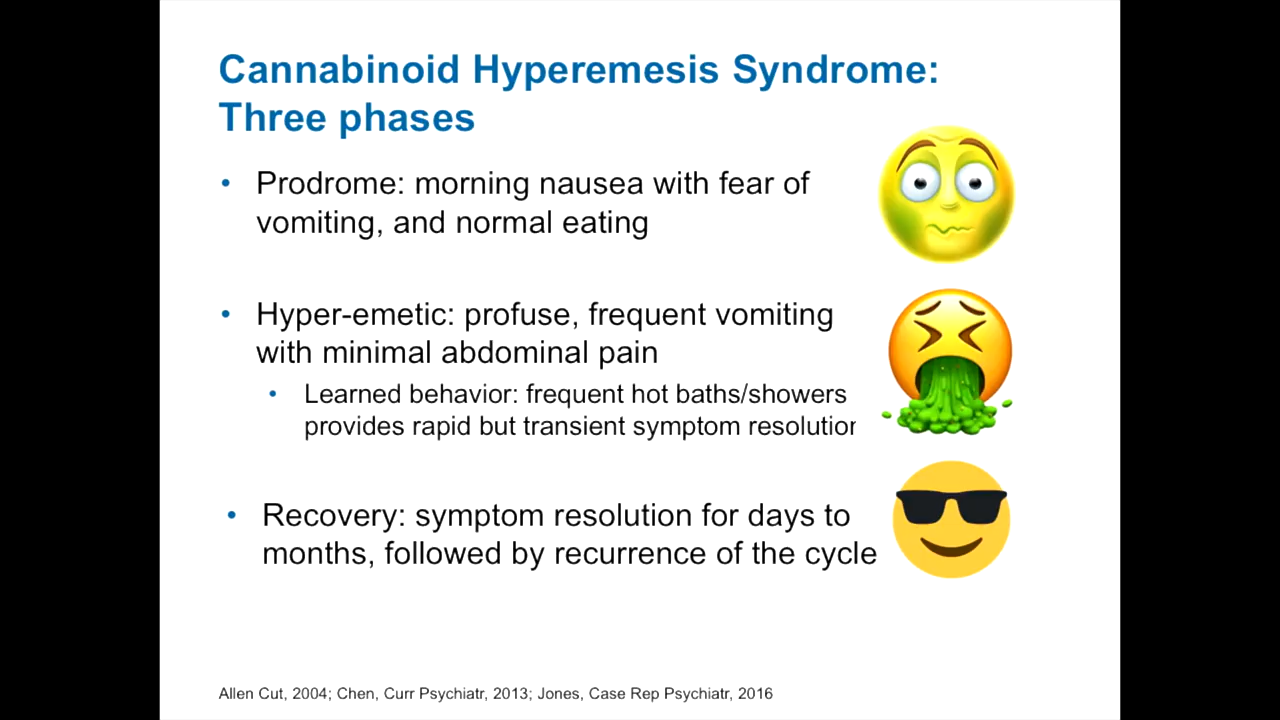 Cannabinoid Hyperemesis Syndrome:
Three phases
• Prodrome: morning nausea with fear of
vomiting, and normal eating
• Hyper-emetic: profuse, frequent vomiting
with minimal abdominal pain
• Learned behavior: frequent hot baths/showers
provides rapid but transient symptom resolution
• Recovery: symptom resolution for days to
months, followed by recurrence of the cycle
Allen Cut, 2004; Chen, Curr Psychiatr, 2013; Jones, Case Rep Psychiatr, 2016